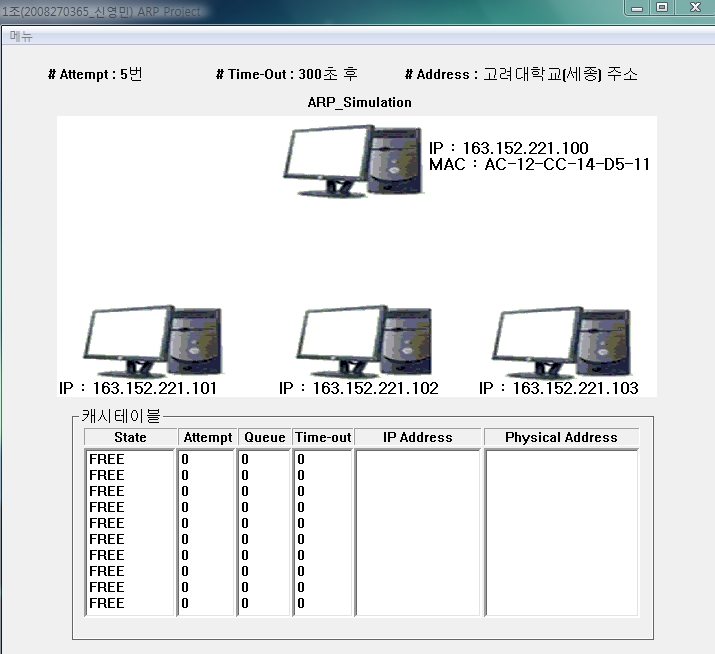 1조(2008270365_신영민) ARP Project
메뉴
# Attempt : 5번 # Time-Out : 300초 후 # Address : 고려대학교(세종) 주소
ARP_Simulation
IP : 163.152.221.100
MAC : AC-12-CC-14-D5-11
IP : 163.152.221.101 IP : 163.152.221.102 IP : 163.152.221.103
캐시테이블
State Attempt Queue Time-out IP Address Physical Address
FREE 0 0 0
FREE 0 0 0
FREE 0 0 0
FREE 0 0 0
FREE 0 0 0
FREE 0 0 0
FREE 0 0 0
FREE 0 0 0
FREE 0 0 0
FREE 0 0 0